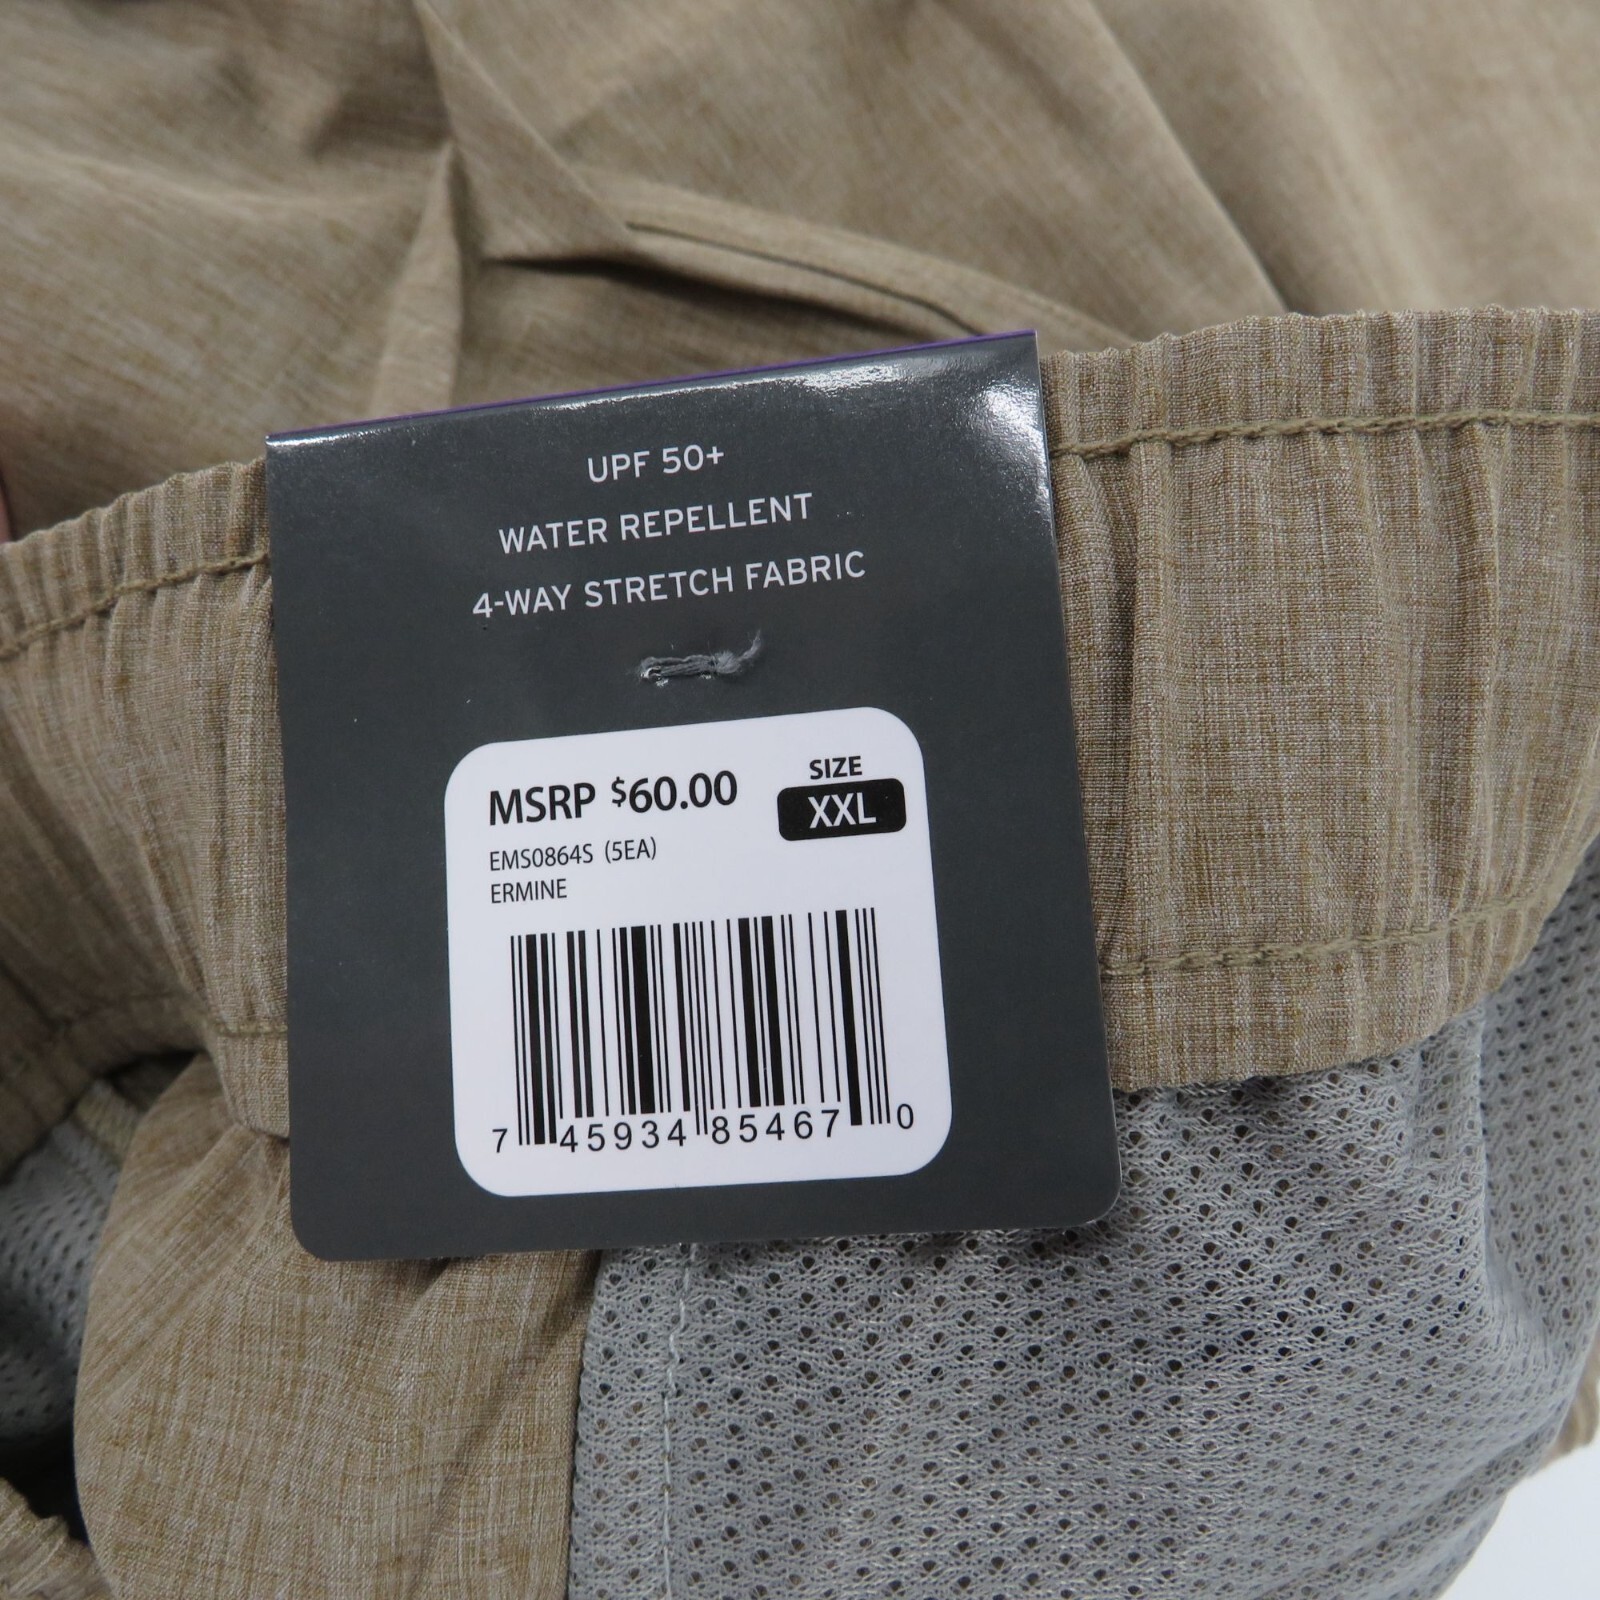 UPF 50+
WATER REPELLENT
4-WAY STRETCH FABRIC
MSRP $60.00
SIZE
XXL
EMS0864S (5EA)
ERMINE
7 45934 85467 0